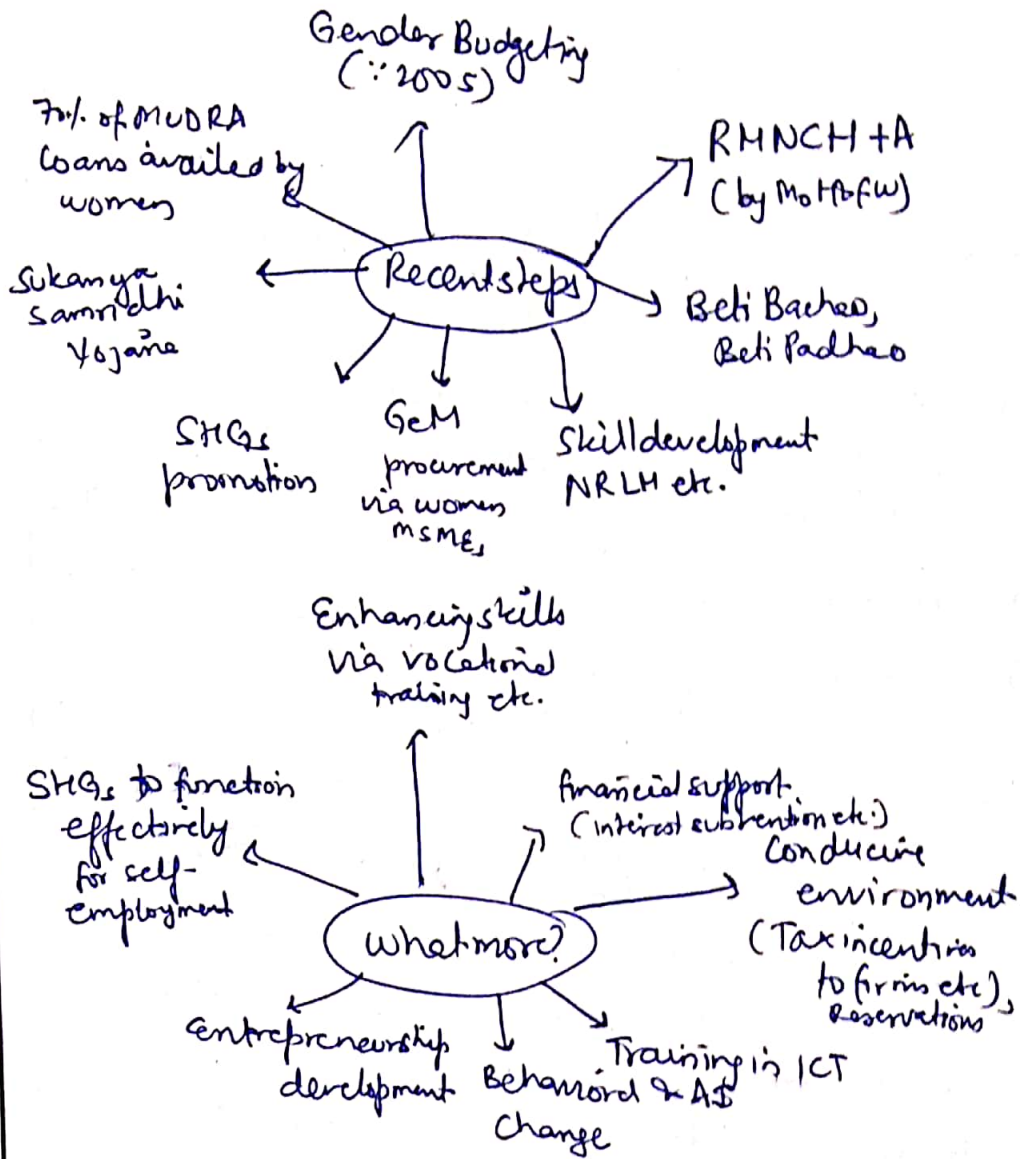 Gender Budgeting
(∵ 2005)
70% of MUDRA
loans availed by
women
RMNCH +A
(by MoH&FW)
Recent steps
Sukanya
Samridhi
Yojana
Beti Bachao,
Beti Padhao
SHGs
promotion
GeM
procurement
via women
MSMEs
Skill development
NRLM etc.
Enhancing skills
via vocational
training etc.
SHGs to function
effectively
for self-
employment
financial support
(interest subvention etc.)
Conducive
environment
(Tax incentives
to firms etc),
Reservations
What more?
Entrepreneurship
development
Behavioral &
Change
Training in ICT